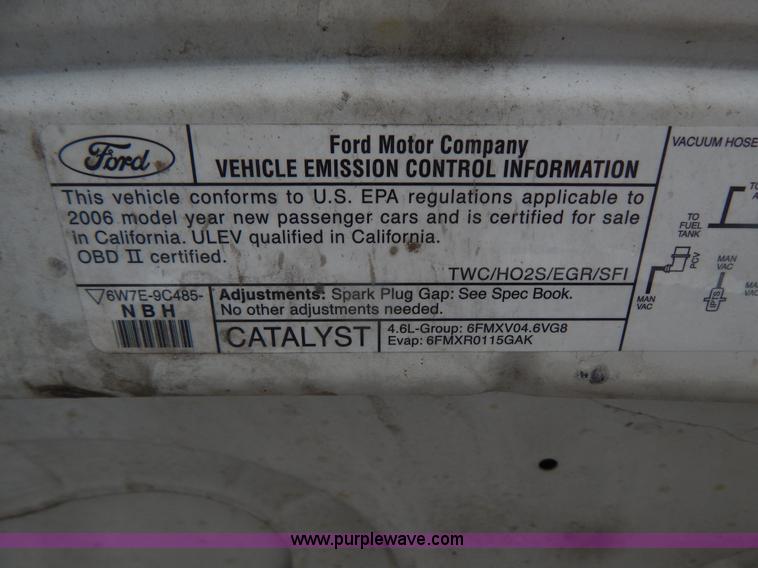 Ford
Ford Motor Company
VEHICLE EMISSION CONTROL INFORMATION
This vehicle conforms to U.S. EPA regulations applicable to
2006 model year new passenger cars and is certified for sale
in California. ULEV qualified in California.
OBD II certified.
TWC/HO2S/EGR/SFI
6W7E-9C485-
NBH
Adjustments: Spark Plug Gap: See Spec Book.
No other adjustments needed.
CATALYST
4.6L-Group: 6FMXV04.6VG8
Evap: 6FMXR0115GAK
VACUUM HOSE
TO
FUEL
TANK
PCV
MAN
VAC
MAN
VAC
www.purplewave.com